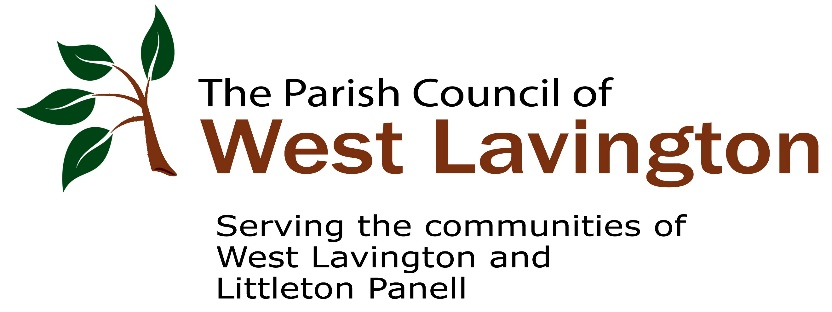 The Parish Council of
West Lavington
Serving the communities of
West Lavington and
Littleton Panell